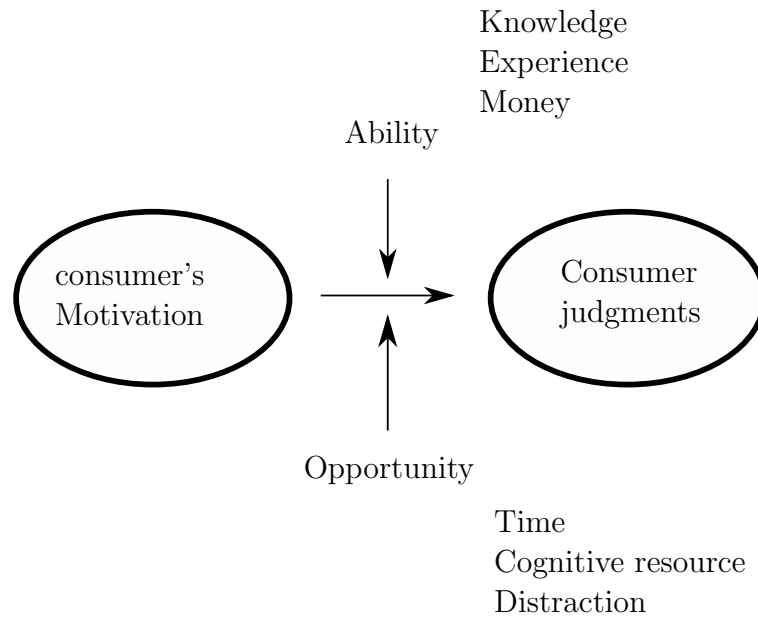 Knowledge
Experience
Money
Ability
consumer's
Motivation
Consumer
judgments
Opportunity
Time
Cognitive resource
Distraction